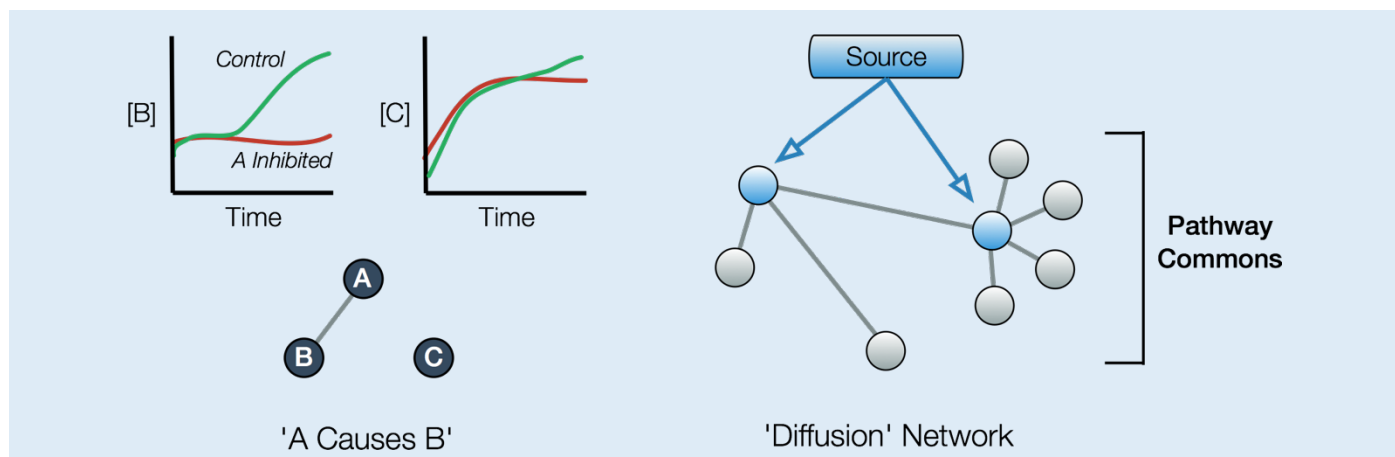 [B]
Control
A Inhibited
Time
[C]
Time
A
B
C
'A Causes B'
Source
Pathway
Commons
'Diffusion' Network